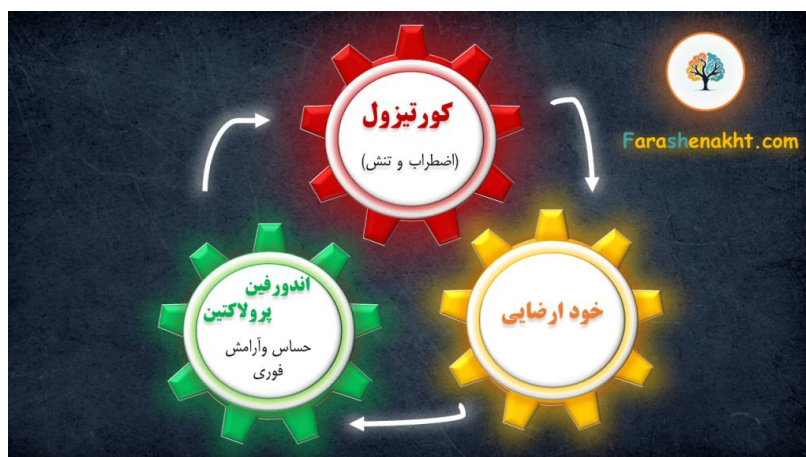 کورتیزول
(اضطراب و تنش)
Farashenakht.com
خود ارضایی
اندورفین
پرولاکتین
حساس وآرامش
فوری